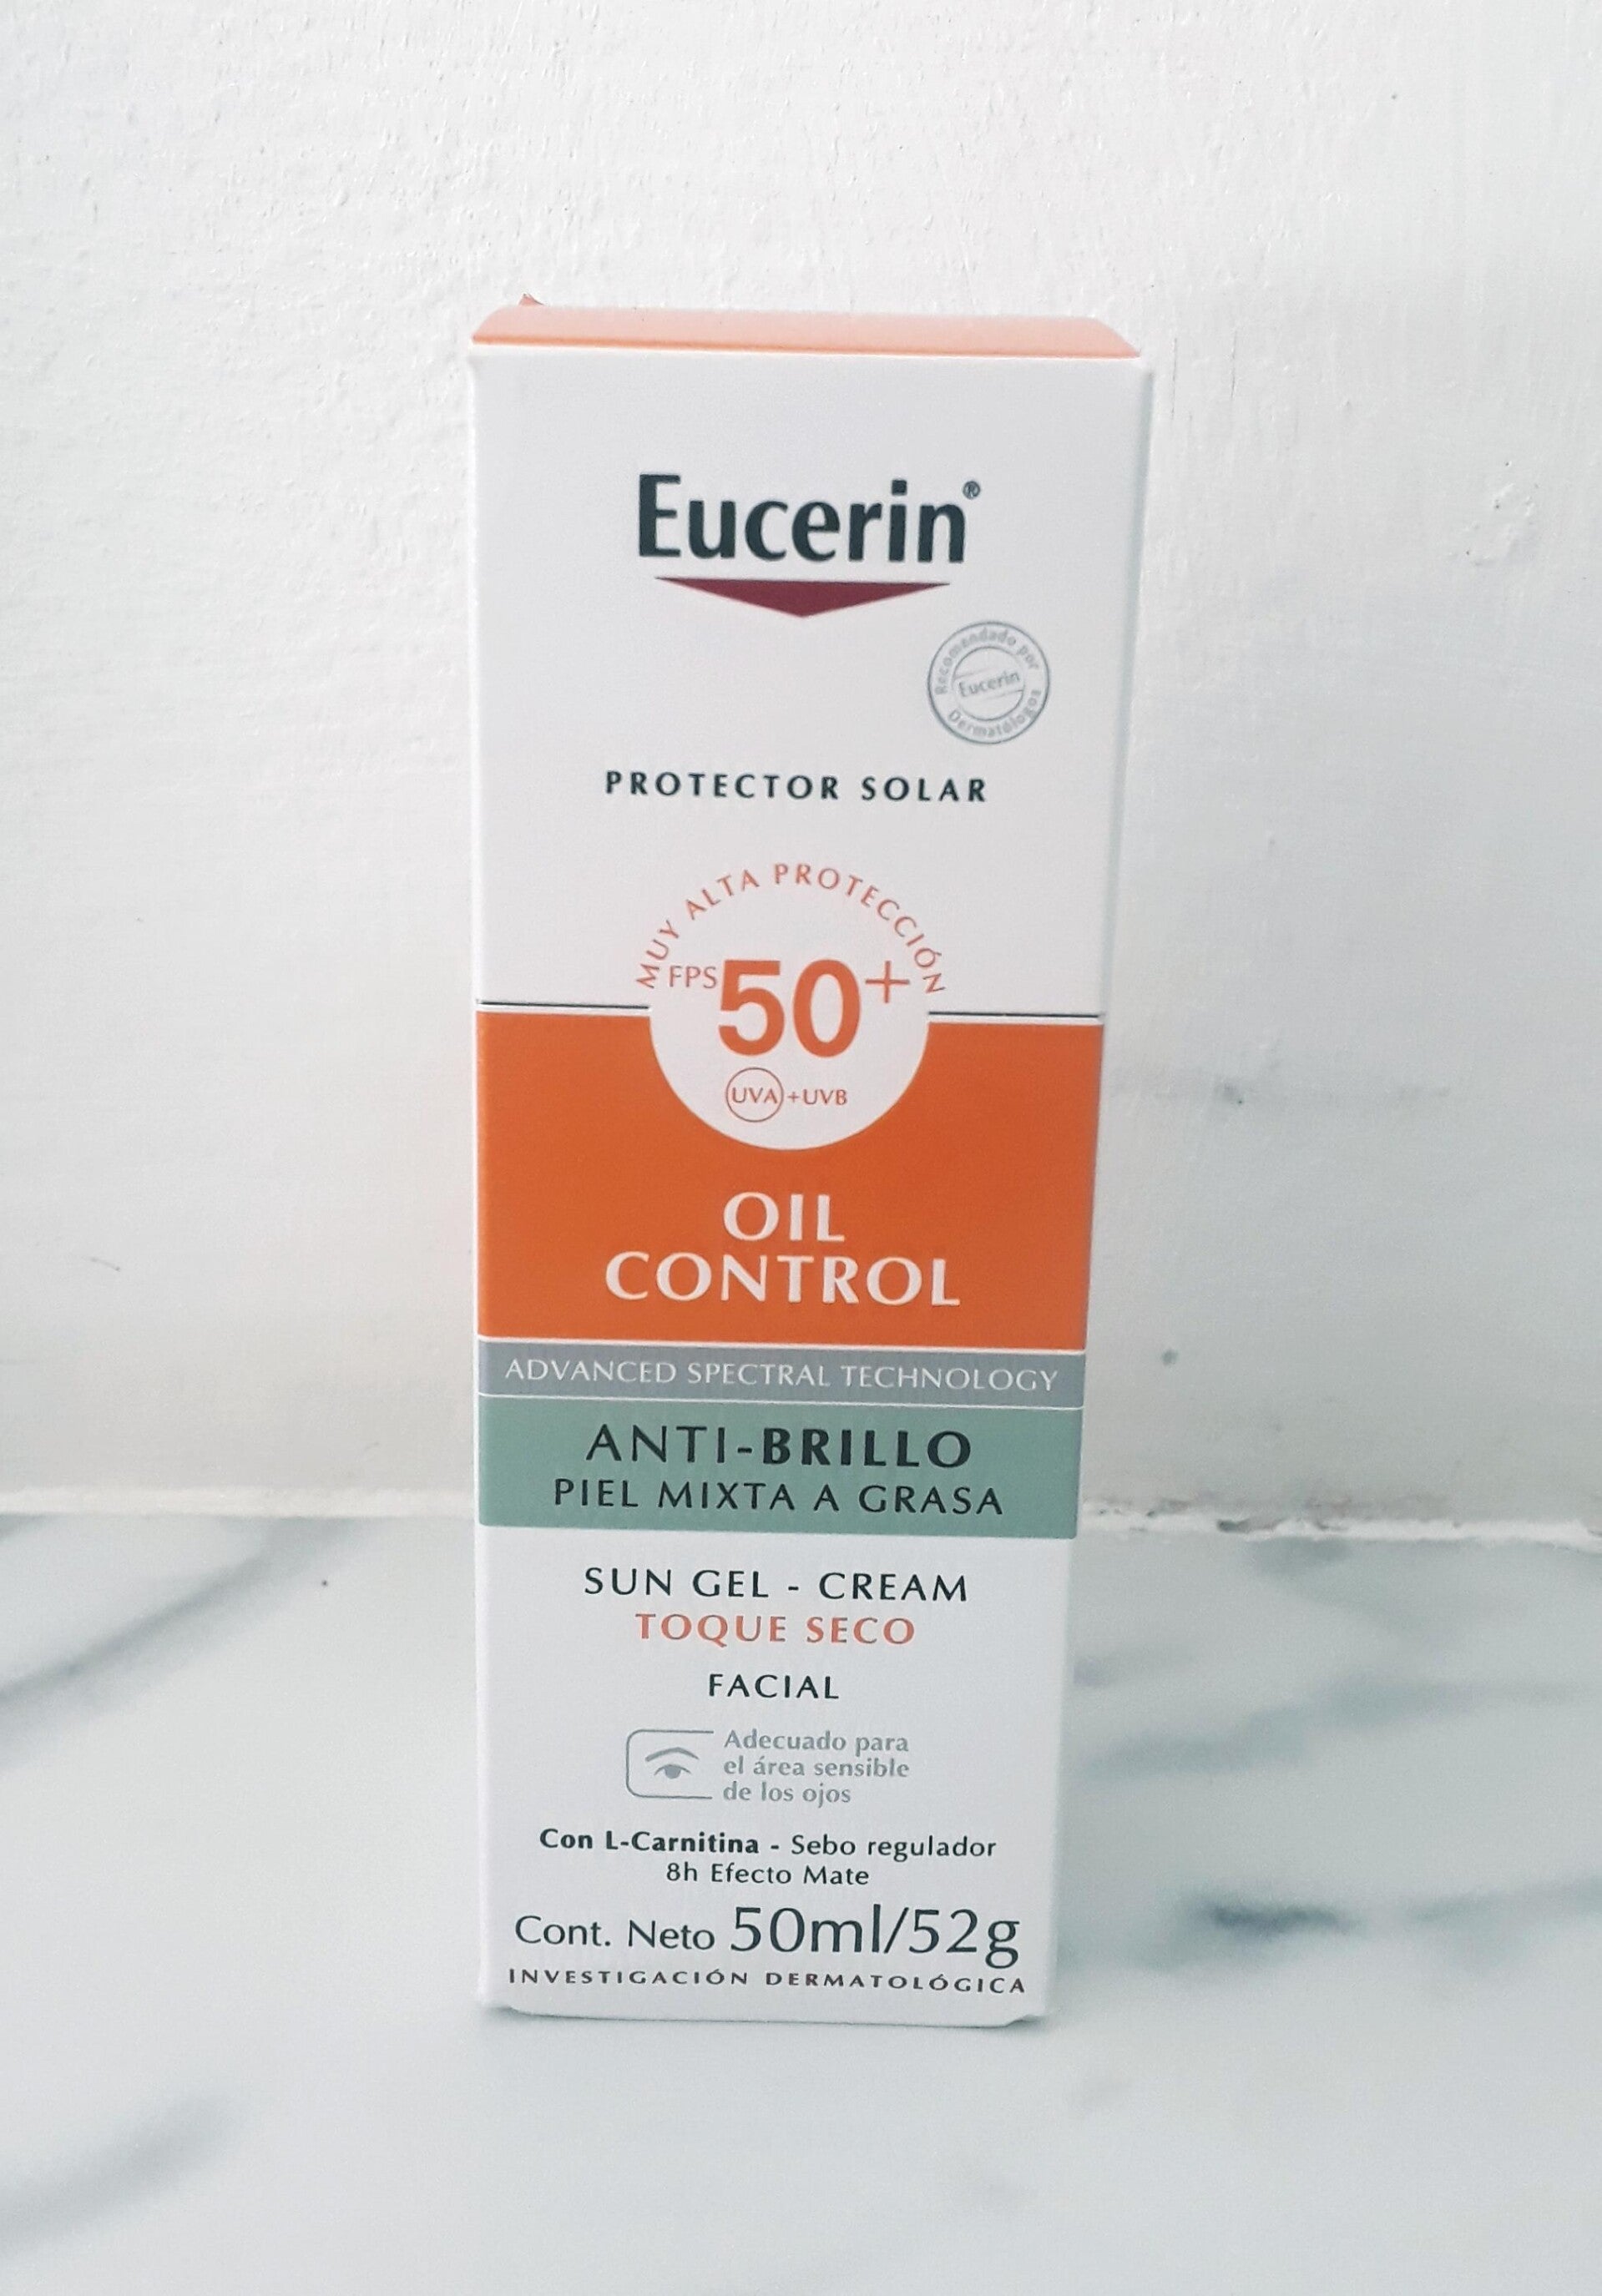 Eucerin®
Recomendado por
Eucerin
Dermatólogos
PROTECTOR SOLAR
MUY ALTA PROTECCIÓN
FPS 50+
UVA + UVB
OIL
CONTROL
ADVANCED SPECTRAL TECHNOLOGY
ANTI-BRILLO
PIEL MIXTA A GRASA
SUN GEL - CREAM
TOQUE SECO
FACIAL
Adecuado para
el área sensible
de los ojos
Con L-Carnitina - Sebo regulador
8h Efecto Mate
Cont. Neto 50ml/52g
INVESTIGACIÓN DERMATOLÓGICA